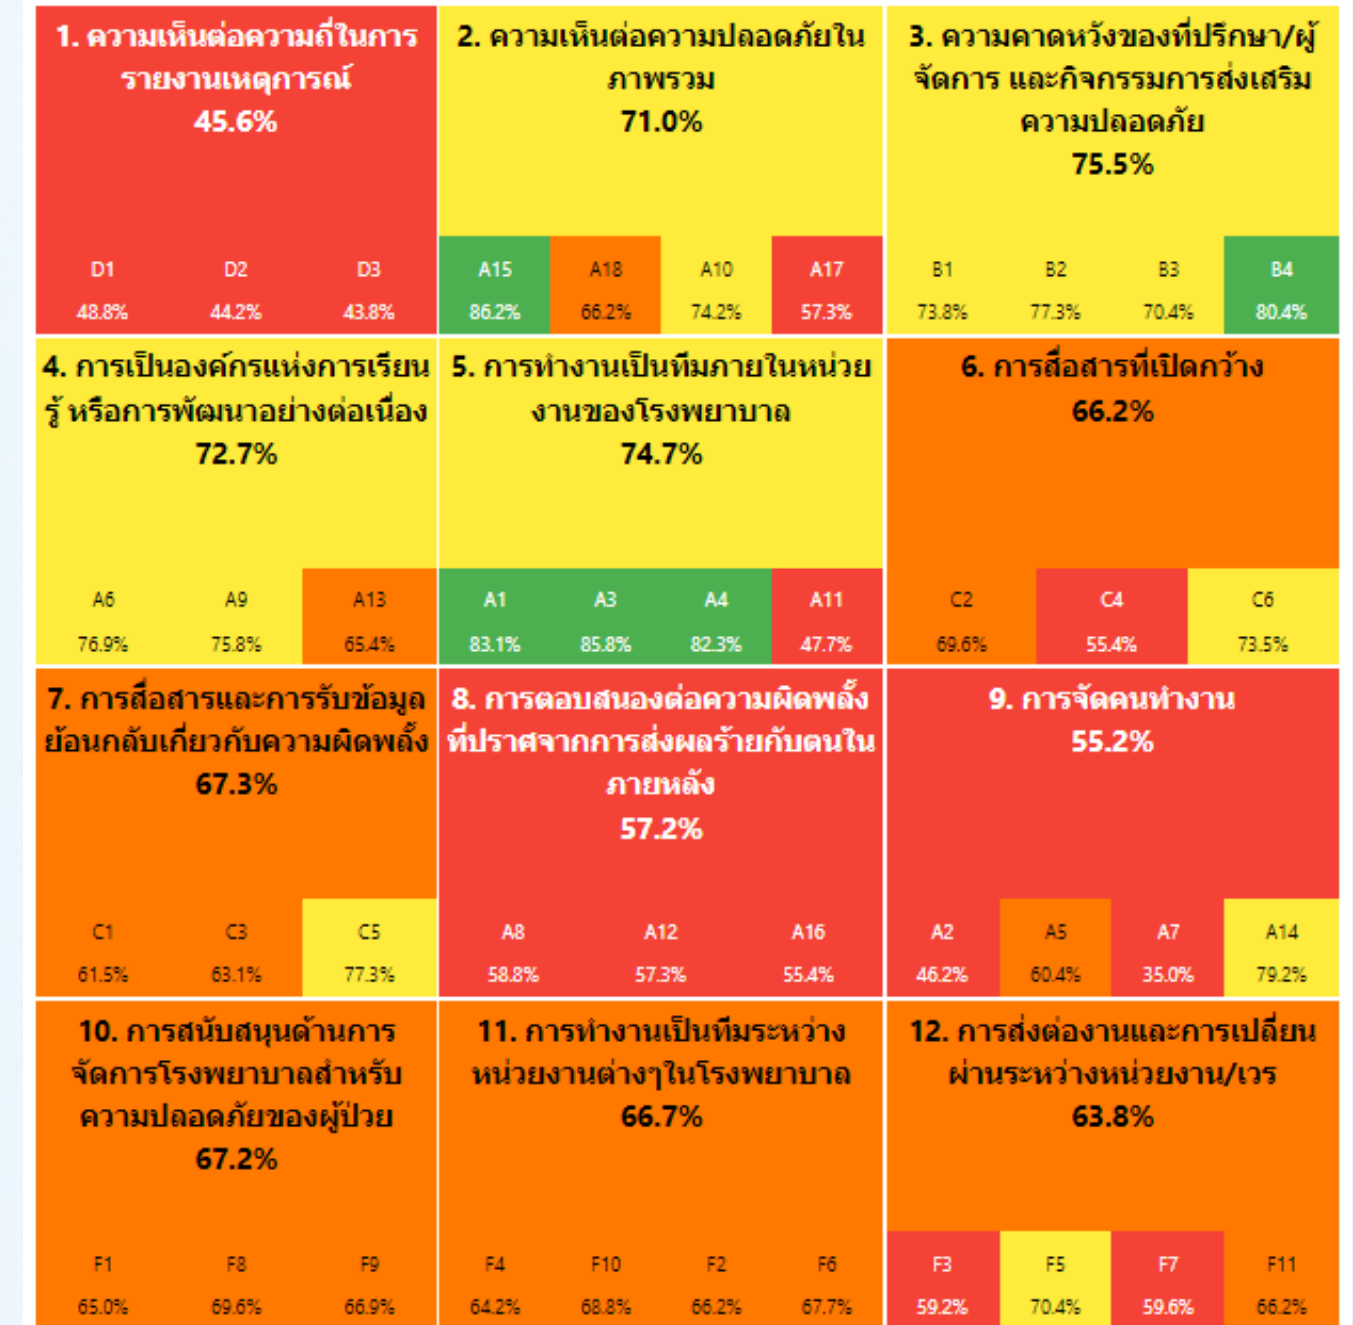 1. ความเห็นต่อความถี่ในการ
รายงานเหตุการณ์
45.6%
D1 D2 D3
48.8% 44.2% 43.8%
2. ความเห็นต่อความปลอดภัยใน
ภาพรวม
71.0%
A15 A18 A10 A17
86.2% 66.2% 74.2% 57.3%
3. ความคาดหวังของที่ปรึกษา/ผู้
จัดการ และกิจกรรมการส่งเสริม
ความปลอดภัย
75.5%
B1 B2 B3 B4
73.8% 77.3% 70.4% 80.4%
4. การเป็นองค์กรแห่งการเรียน
รู้ หรือการพัฒนาอย่างต่อเนื่อง
72.7%
A6 A9 A13
76.9% 75.8% 65.4%
5. การทำงานเป็นทีมภายในหน่วย
งานของโรงพยาบาล
74.7%
A1 A3 A4 A11
83.1% 85.8% 82.3% 47.7%
6. การสื่อสารที่เปิดกว้าง
66.2%
C2 C4 C6
69.6% 55.4% 73.5%
7. การสื่อสารและการรับข้อมูล
ย้อนกลับเกี่ยวกับความผิดพลั้ง
67.3%
C1 C3 C5
61.5% 63.1% 77.3%
8. การตอบสนองต่อความผิดพลั้ง
ที่ปราศจากการส่งผลร้ายกับตนใน
ภายหลัง
57.2%
A8 A12 A16
58.8% 57.3% 55.4%
9. การจัดคนทำงาน
55.2%
A2 A5 A7 A14
46.2% 60.4% 35.0% 79.2%
10. การสนับสนุนด้านการ
จัดการโรงพยาบาลสำหรับ
ความปลอดภัยของผู้ป่วย
67.2%
F1 F8 F9
65.0% 69.6% 66.9%
11. การทำงานเป็นทีมระหว่าง
หน่วยงานต่างๆในโรงพยาบาล
66.7%
F4 F10 F2 F6
64.2% 68.8% 66.2% 67.7%
12. การส่งต่องานและการเปลี่ยน
ผ่านระหว่างหน่วยงาน/เวร
63.8%
F3 F5 F7 F11
59.2% 70.4% 59.6% 66.2%